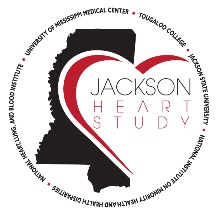 • UNIVERSITY OF MISSISSIPPI MEDICAL CENTER • TOUGALOO COLLEGE • JACKSON STATE UNIVERSITY • NATIONAL INSTITUTE ON MINORITY HEALTH AND HEALTH DISPARITIES • NATIONAL HEART, LUNG, AND BLOOD INSTITUTE
JACKSON
HEART
STUDY